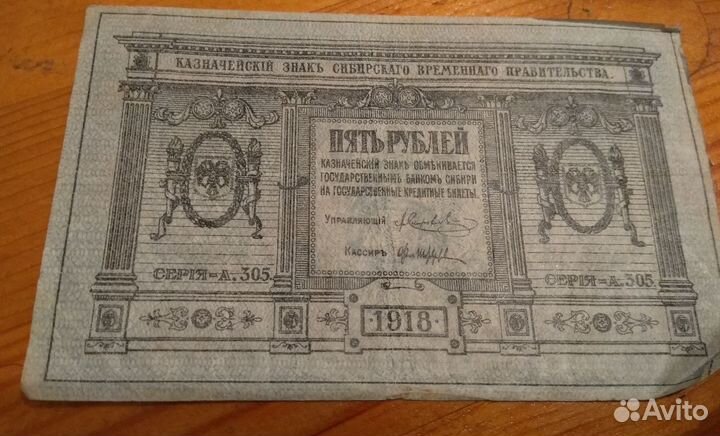 КАЗНАЧЕЙСКІЙ ЗНАКЪ СИБИРСКАГО ВРЕМЕННАГО ПРАВИТЕЛЬСТВА.
ПЯТЬ РУБЛЕЙ
КАЗНАЧЕЙСКІЙ ЗНАКЪ ОБМѢНИВАЕТСЯ
ГОСУДАРСТВЕННЫМЪ БАНКОМЪ СИБИРИ
НА ГОСУДАРСТВЕННЫЕ КРЕДИТНЫЕ БИЛЕТЫ.
УПРАВЛЯЮЩІЙ
КАССИРЪ
СЕРІЯ=А.305.
СЕРІЯ=А.305.
·1918·
Avito